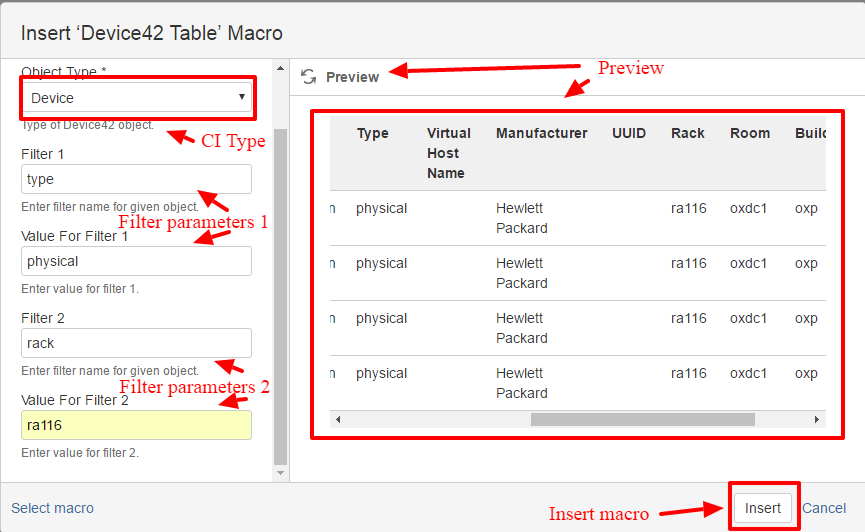 Insert ‘Device42 Table’ Macro
Object Type *
Device
Type of Device42 object.
CI Type
Filter 1
type
Enter filter name for given object.
Filter parameters 1
Value For Filter 1
physical
Enter value for filter 1.
Filter 2
rack
Enter filter name for given object.
Filter parameters 2
Value For Filter 2
ra116
Enter value for filter 2.
Preview
Preview
Type Virtual Host Name Manufacturer UUID Rack Room Build
n physical Hewlett Packard ra116 oxdc1 oxp
n physical Hewlett Packard ra116 oxdc1 oxp
n physical Hewlett Packard ra116 oxdc1 oxp
n physical Hewlett Packard ra116 oxdc1 oxp
Select macro
Insert macro
Insert
Cancel